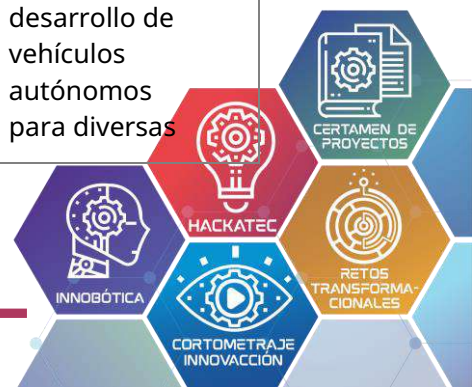 desarrollo de
vehículos
autónomos
para diversas
CERTAMEN DE
PROYECTOS
HACKATEC
INNOBÓTICA
RETOS
TRANSFORMA-
CIONALES
CORTOMETRAJE
INNOVACCIÓN